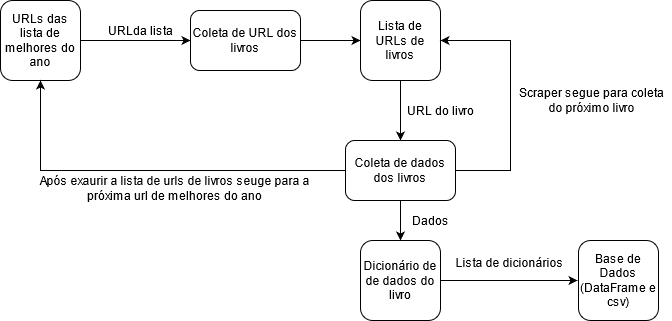 URLs das
lista de
melhores do
ano
URLda lista
Coleta de URL dos
livros
Lista de
URLs de
livros
Scraper segue para coleta
do próximo livro
URL do livro
Coleta de dados
dos livros
Após exaurir a lista de urls de livros seuge para a
próxima url de melhores do ano
Dados
Dicionário de
de dados do
livro
Lista de dicionários
Base de
Dados
(DataFrame e
csv)